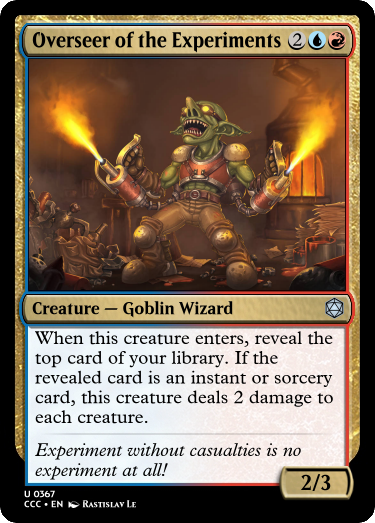 Overseer of the Experiments 2
Creature — Goblin Wizard
When this creature enters, reveal the
top card of your library. If the
revealed card is an instant or sorcery
card, this creature deals 2 damage to
each creature.
Experiment without casualties is no
experiment at all!
2/3
U 0367
CCC • EN Rastislav Le